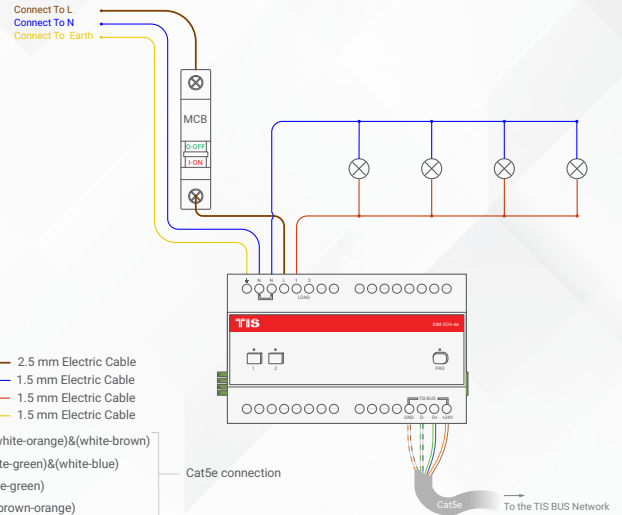 Connect To L
Connect To N
Connect To Earth
MCB
O-OFF
I-ON
N N L 1 2
LOAD
TIS
DIM-2CH-6A
1 2
PRG
TIS-BUS
GND D- D+ +24V
2.5 mm Electric Cable
1.5 mm Electric Cable
1.5 mm Electric Cable
1.5 mm Electric Cable
white-orange)&(white-brown)
te-green)&(white-blue)
e-green)
brown-orange)
Cat5e connection
Cat5e
To the TIS BUS Network